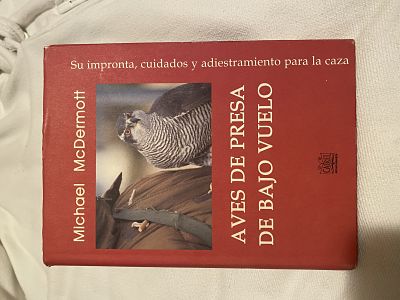 Su impronta, cuidados y adiestramiento para la caza
Michael McDermott
AVES DE PRESA
DE BAJO VUELO